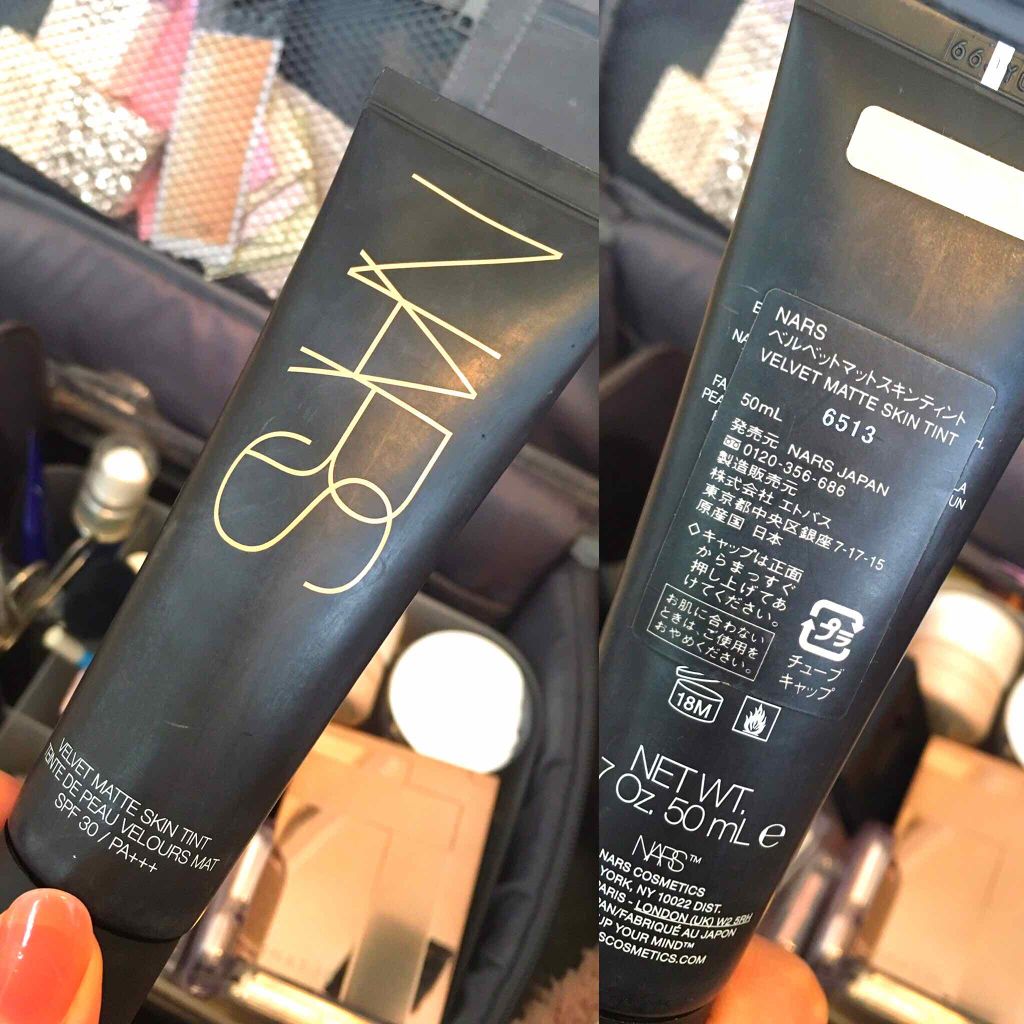 NARS
VELVET MATTE SKIN TINT
TEINTE DE PEAU VELOURS MAT
SPF 30 / PA+++
NARS
ベルベットマットスキンティント
VELVET MATTE SKIN TINT
50mL 6513
発売元 NARS JAPAN
0120-356-686
製造販売元
株式会社 エトバス
東京都中央区銀座7-17-15
原産国 日本
◇キャップは正面
からまっすぐ
押し上げてあ
けてください。
お肌に合わない
ときは、ご使用を
おやめください。
プラ
チューブ
キャップ
18M
NET WT.
7 OZ. 50 mL e
NARS™
NARS COSMETICS
YORK, NY 10022 DIST.
PARIS - LONDON (UK) W2 5RH
PAN/FABRIQUÉ AU JAPON
UP YOUR MIND™
SCOSMETICS.COM